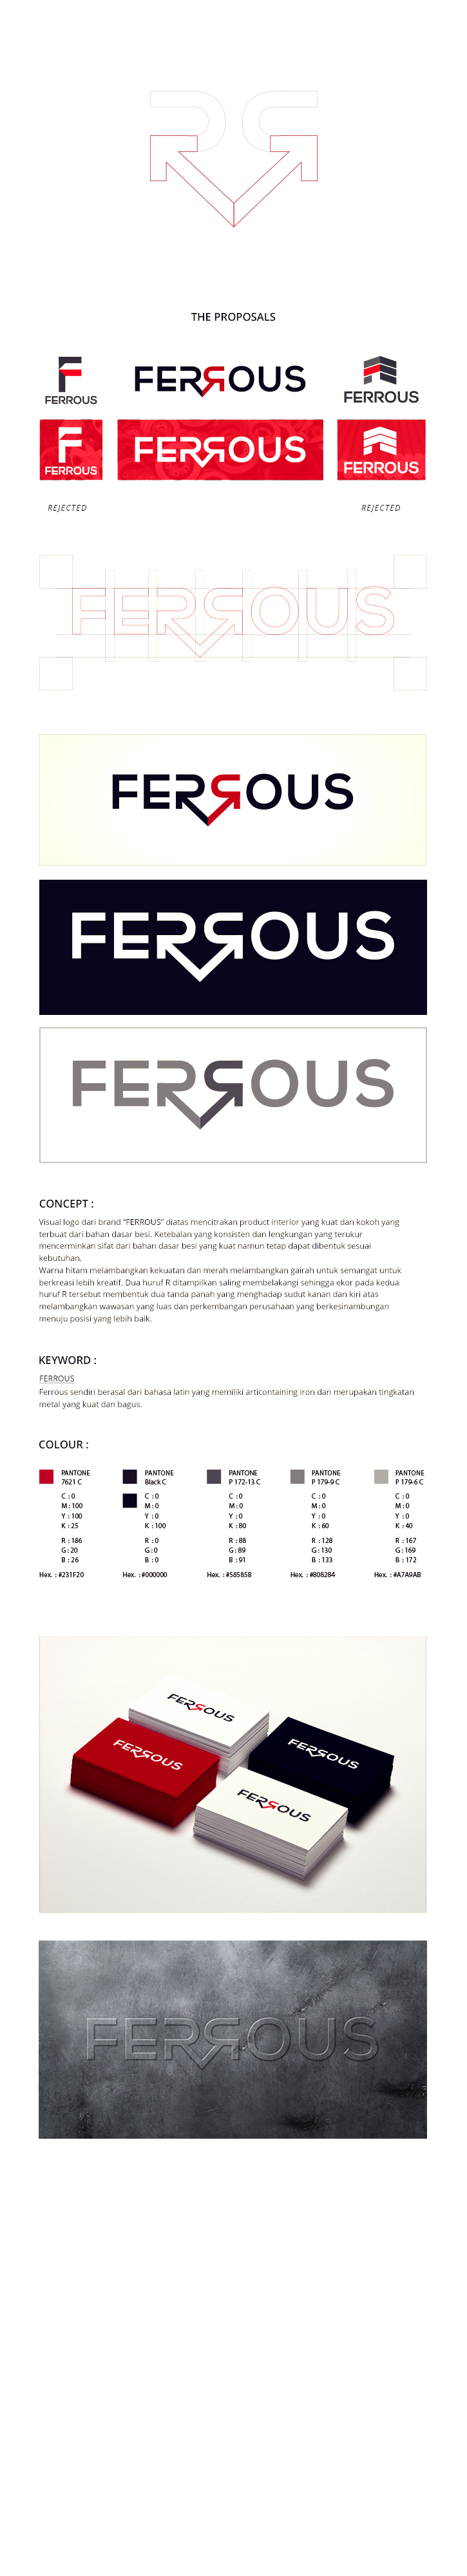 THE PROPOSALS
FERROUS
FERROUS
FERROUS
FERROUS
FERROUS
FERROUS
REJECTED
REJECTED
FERROUS
FERROUS
FERROUS
FERROUS
CONCEPT :
Visual logo dari brand "FERROUS" diatas mencitrakan product interior yang kuat dan kokoh yang
terbuat dari bahan dasar besi. Ketebalan yang konsisten dan lengkungan yang terukur
mencerminkan sifat dari bahan dasar besi yang kuat namun tetap dapat dibentuk sesuai
kebutuhan.
Warna hitam melambangkan kekuatan dan merah melambangkan gairah untuk semangat untuk
berkreasi lebih kreatif. Dua huruf R ditampilkan saling membelakangi sehingga ekor pada kedua
huruf R tersebut membentuk dua tanda panah yang menghadap sudut kanan dan kiri atas
melambangkan wawasan yang luas dan perkembangan perusahaan yang berkesinambungan
menuju posisi yang lebih baik.
KEYWORD :
FERROUS
Ferrous sendiri berasal dari bahasa latin yang memiliki articontaining iron dan merupakan tingkatan
metal yang kuat dan bagus.
COLOUR :
PANTONE
7621 C
C : 0
M : 100
Y : 100
K : 25
R : 186
G : 20
B : 26
Hex. : #231F20
PANTONE
Black C
C : 0
M : 0
Y : 0
K : 100
R : 0
G : 0
B : 0
Hex. : #000000
PANTONE
P 172-13 C
C : 0
M : 0
Y : 0
K : 80
R : 88
G : 89
B : 91
Hex. : #58585B
PANTONE
P 179-9 C
C : 0
M : 0
Y : 0
K : 60
R : 128
G : 130
B : 133
Hex. : #808284
PANTONE
P 179-6 C
C : 0
M : 0
Y : 0
K : 40
R : 167
G : 169
B : 172
Hex. : #A7A9AB
FERROUS
FERROUS
FERROUS
FERROUS
FERROUS